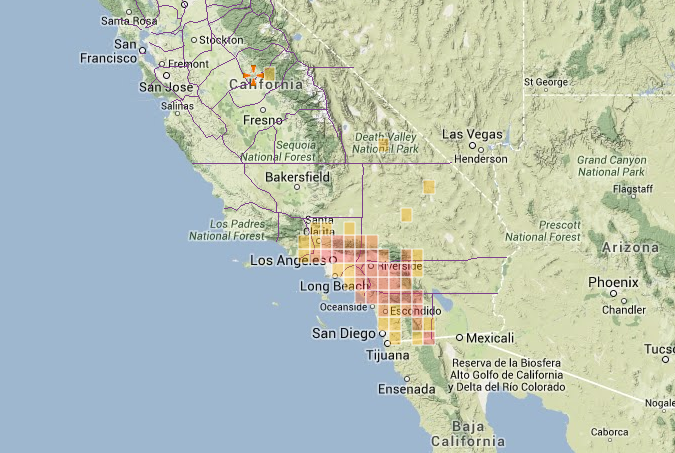 Santa Rosa
Stockton
San
Francisco
Fremont
San Jose
California
Salinas
Fresno
St George
Death Valley
National Park
Las Vegas
Henderson
Sequoia
National Forest
Grand Canyon
National Park
Bakersfield
Flagstaff
Los Padres
National Forest
Santa
Clarita
Prescott
National Forest
Arizona
Los Angeles
Riverside
Long Beach
Phoenix
Chandler
Oceanside
Escondido
San Diego
Mexicali
Tijuana
Tucso
Reserva de la Biosfera
Alto Golfo de California
y Delta del Río Colorado
Ensenada
Nogale
Baja
California
Caborca